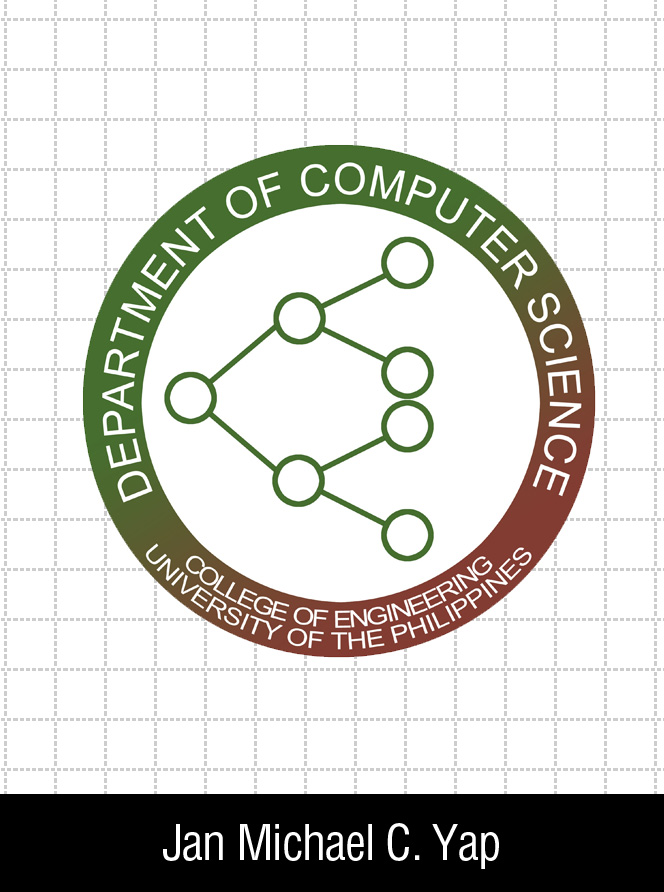 DEPARTMENT OF COMPUTER SCIENCE
COLLEGE OF ENGINEERING
UNIVERSITY OF THE PHILIPPINES
Jan Michael C. Yap